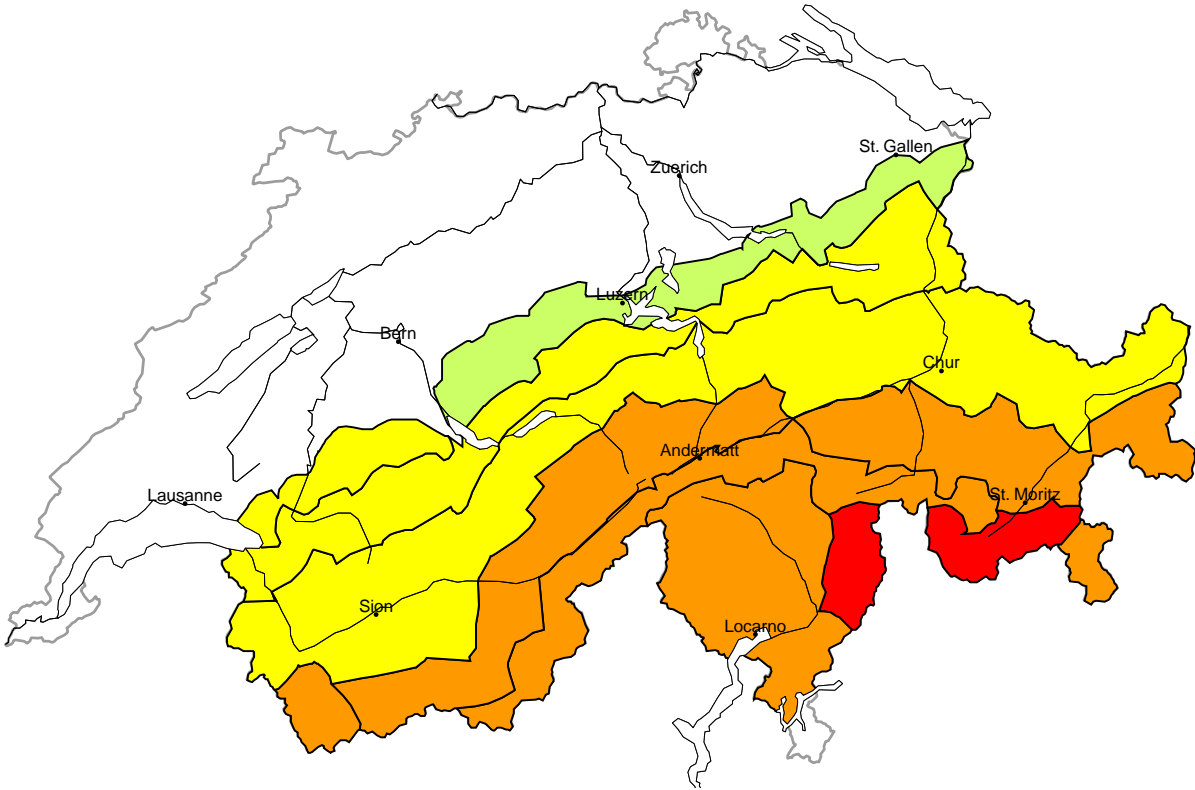 St. Gallen
Zuerich
Luzern
Bern
Chur
Andermatt
Lausanne
St. Moritz
Sion
Locarno